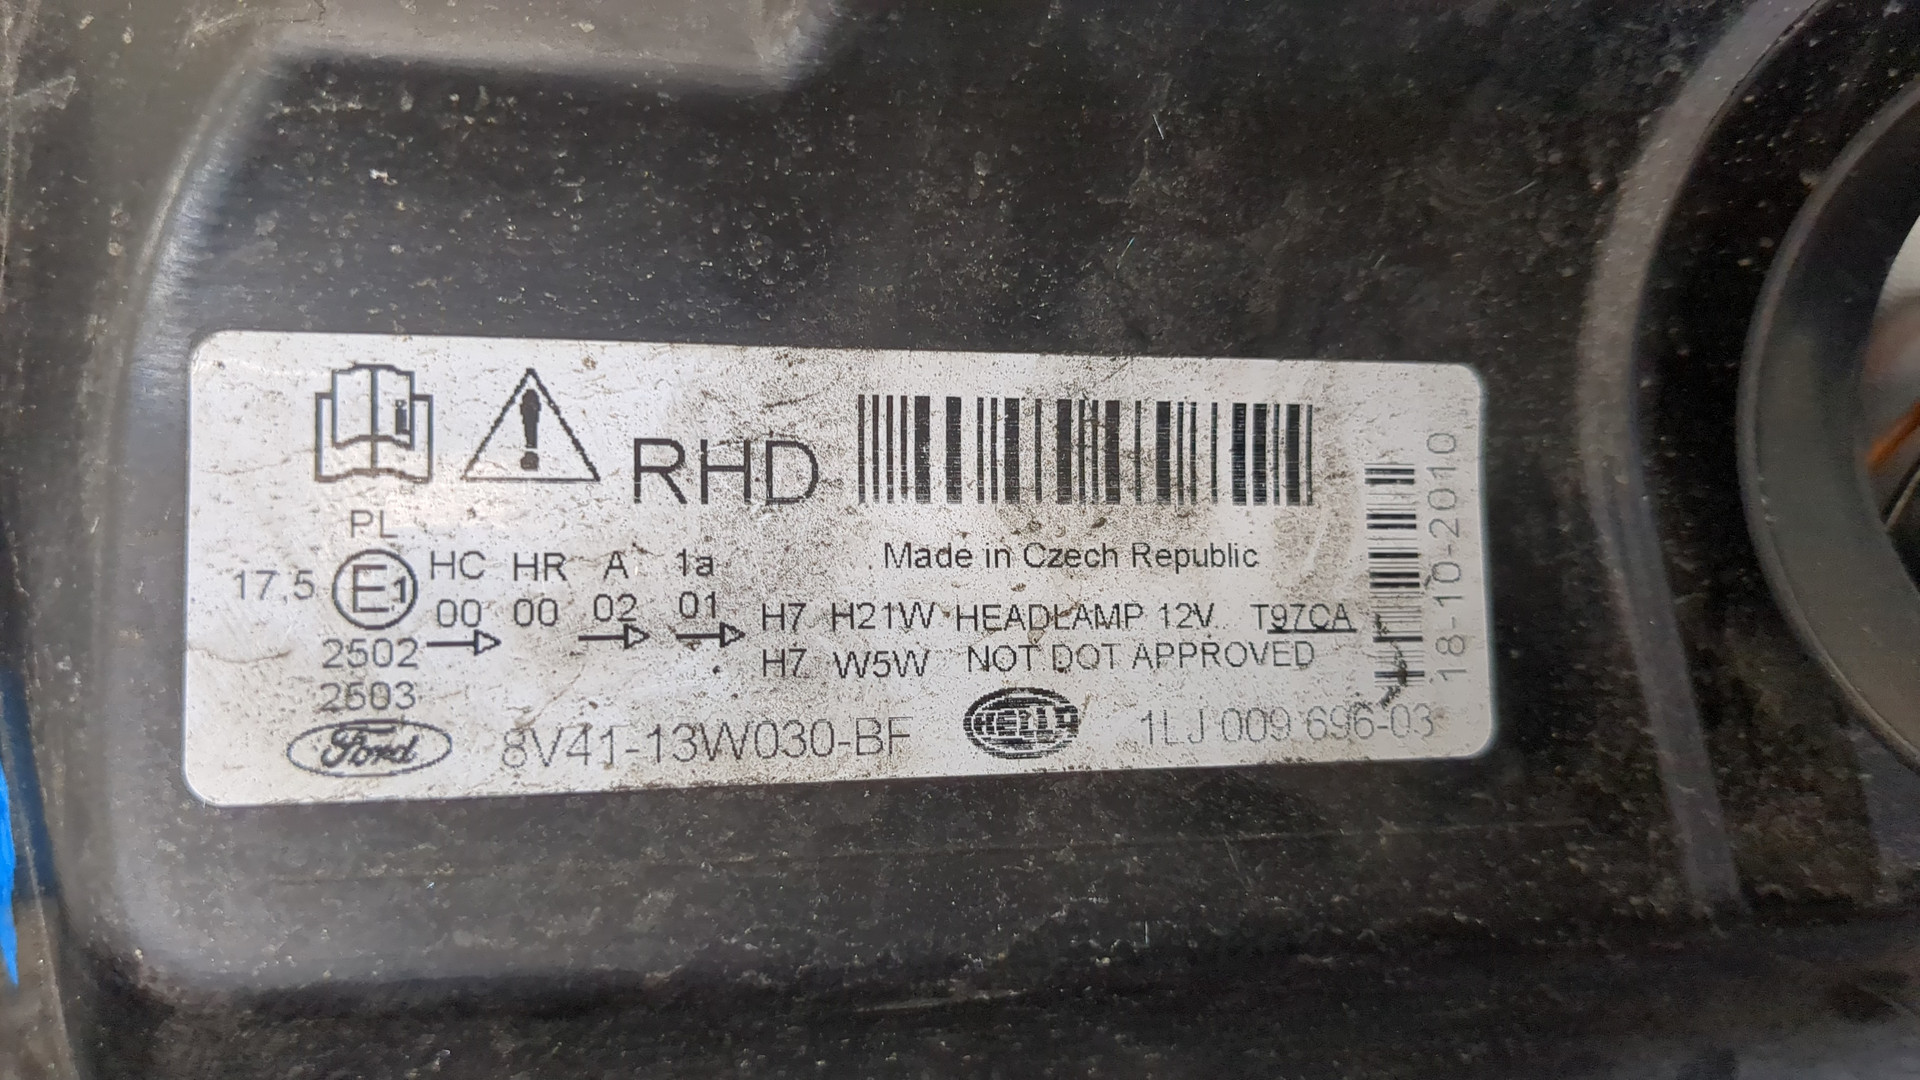 RHD
PL
17,5 E1 HC HR A 1a
00 00 02 01
2502
2503
Made in Czech Republic
H7 H21W HEADLAMP 12V T97CA
H7 W5W NOT DOT APPROVED
Ford 8V41-13W030-BF HELLA 1LJ 009 696-03
18-10-2010